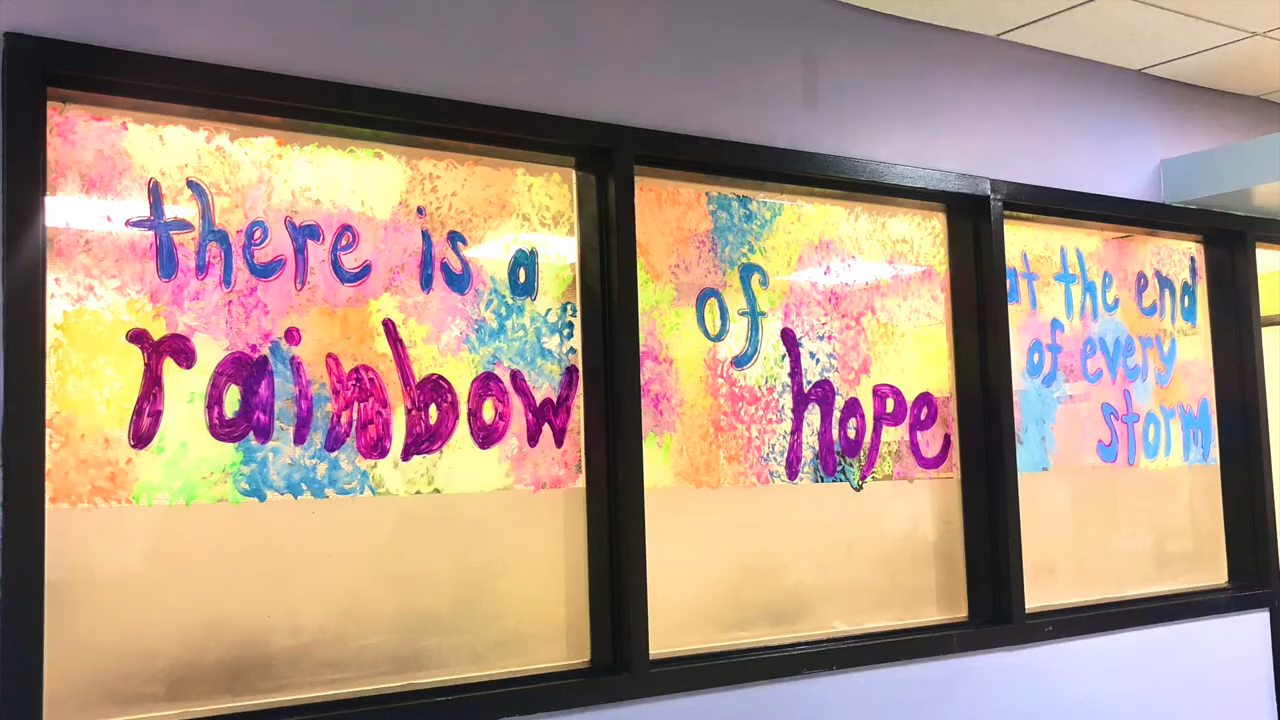 there is a
rainbow
of
hope
at the end
of every
storm